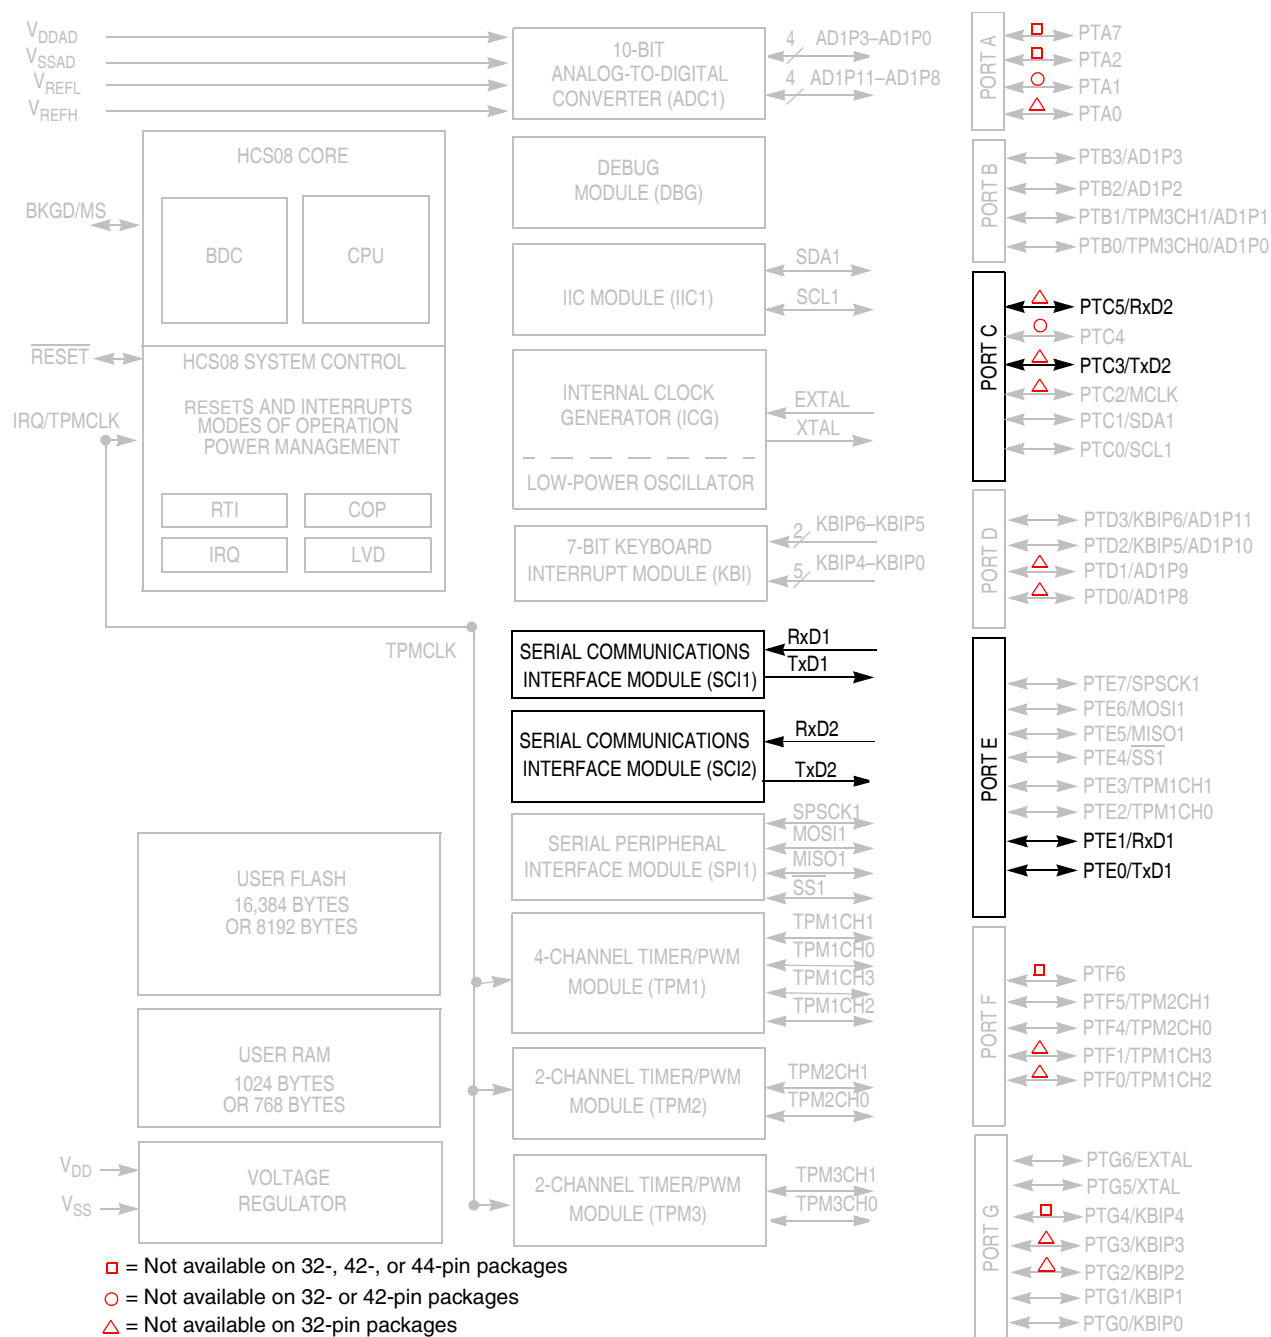 VDDAD
VSSAD
VREFL
VREFH
10-BIT
ANALOG-TO-DIGITAL
CONVERTER (ADC1)
4 AD1P3–AD1P0
4 AD1P11–AD1P8
HCS08 CORE
BDC
CPU
BKGD/MS
RESET
IRQ/TPMCLK
HCS08 SYSTEM CONTROL
RESETS AND INTERRUPTS
MODES OF OPERATION
POWER MANAGEMENT
RTI
COP
IRQ
LVD
TPMCLK
DEBUG
MODULE (DBG)
IIC MODULE (IIC1)
SDA1
SCL1
INTERNAL CLOCK
GENERATOR (ICG)
LOW-POWER OSCILLATOR
EXTAL
XTAL
7-BIT KEYBOARD
INTERRUPT MODULE (KBI)
2 KBIP6–KBIP5
5 KBIP4–KBIP0
SERIAL COMMUNICATIONS
INTERFACE MODULE (SCI1)
RxD1
TxD1
SERIAL COMMUNICATIONS
INTERFACE MODULE (SCI2)
RxD2
TxD2
SERIAL PERIPHERAL
INTERFACE MODULE (SPI1)
SPSCK1
MOSI1
MISO1
SS1
4-CHANNEL TIMER/PWM
MODULE (TPM1)
TPM1CH1
TPM1CH0
TPM1CH3
TPM1CH2
2-CHANNEL TIMER/PWM
MODULE (TPM2)
TPM2CH1
TPM2CH0
2-CHANNEL TIMER/PWM
MODULE (TPM3)
TPM3CH1
TPM3CH0
USER FLASH
16,384 BYTES
OR 8192 BYTES
USER RAM
1024 BYTES
OR 768 BYTES
VDD
VSS
VOLTAGE
REGULATOR
PORT A
PTA7
PTA2
PTA1
PTA0
PORT B
PTB3/AD1P3
PTB2/AD1P2
PTB1/TPM3CH1/AD1P1
PTB0/TPM3CH0/AD1P0
PORT C
PTC5/RxD2
PTC4
PTC3/TxD2
PTC2/MCLK
PTC1/SDA1
PTC0/SCL1
PORT D
PTD3/KBIP6/AD1P11
PTD2/KBIP5/AD1P10
PTD1/AD1P9
PTD0/AD1P8
PORT E
PTE7/SPSCK1
PTE6/MOSI1
PTE5/MISO1
PTE4/SS1
PTE3/TPM1CH1
PTE2/TPM1CH0
PTE1/RxD1
PTE0/TxD1
PORT F
PTF6
PTF5/TPM2CH1
PTF4/TPM2CH0
PTF1/TPM1CH3
PTF0/TPM1CH2
PORT G
PTG6/EXTAL
PTG5/XTAL
PTG4/KBIP4
PTG3/KBIP3
PTG2/KBIP2
PTG1/KBIP1
PTG0/KBIP0
= Not available on 32-, 42-, or 44-pin packages
= Not available on 32- or 42-pin packages
= Not available on 32-pin packages